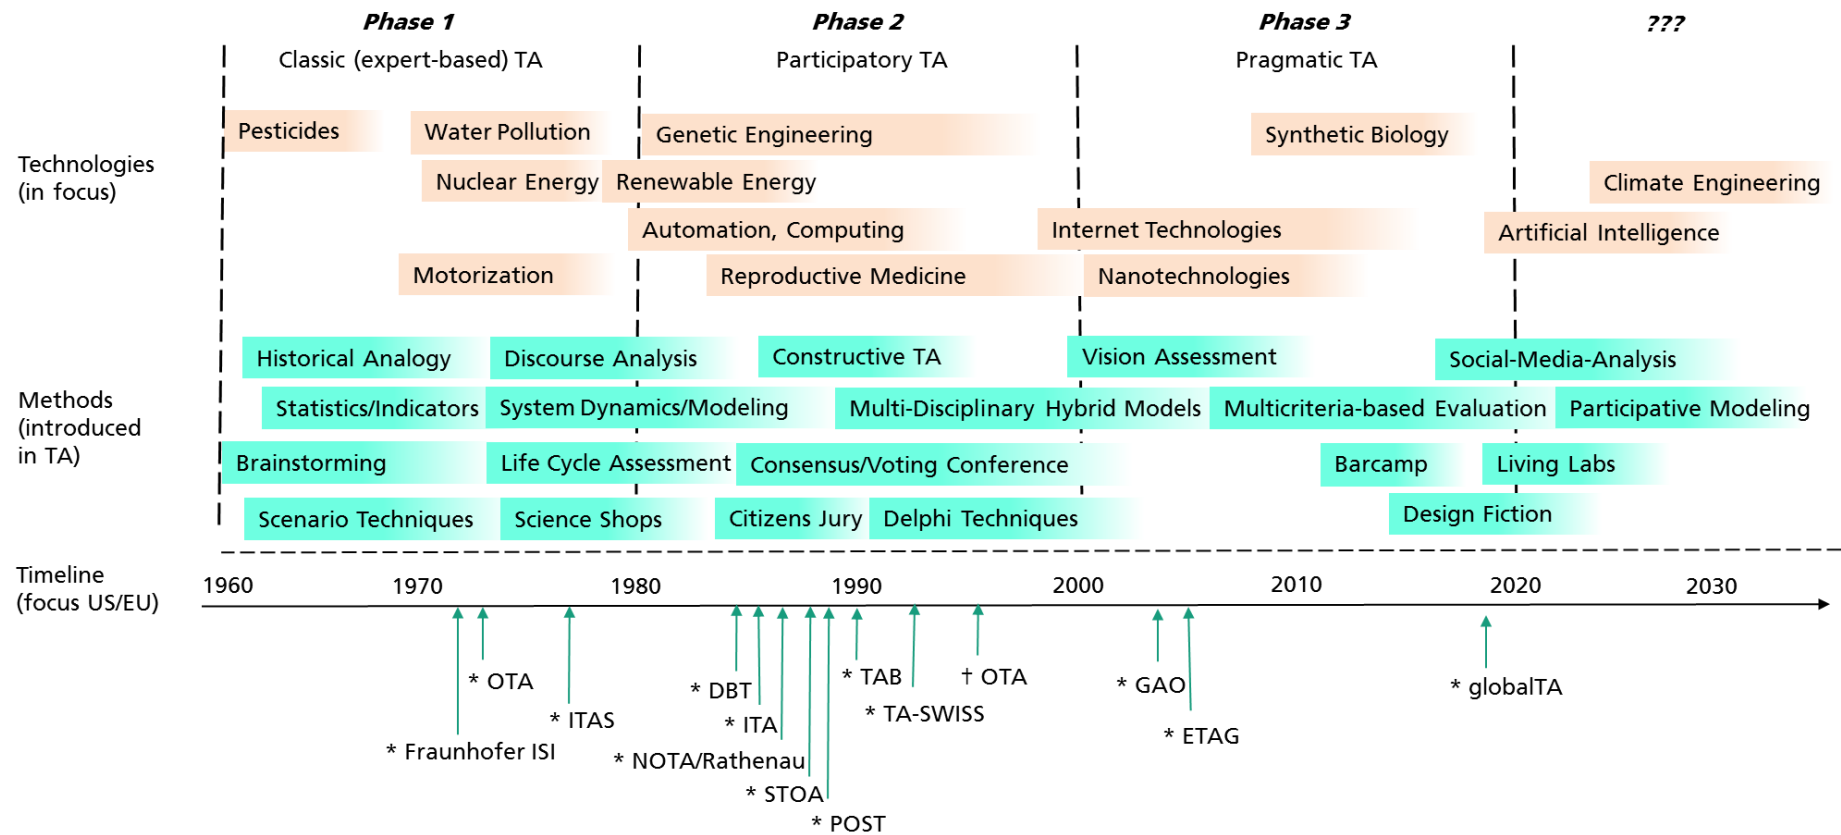 Phase 1
Phase 2
Phase 3
???
Classic (expert-based) TA
Participatory TA
Pragmatic TA
Technologies
(in focus)
Pesticides
Water Pollution
Genetic Engineering
Synthetic Biology
Nuclear Energy
Renewable Energy
Climate Engineering
Automation, Computing
Internet Technologies
Artificial Intelligence
Motorization
Reproductive Medicine
Nanotechnologies
Methods
(introduced
in TA)
Historical Analogy
Discourse Analysis
Constructive TA
Vision Assessment
Social-Media-Analysis
Statistics/Indicators
System Dynamics/Modeling
Multi-Disciplinary Hybrid Models
Multicriteria-based Evaluation
Participative Modeling
Brainstorming
Life Cycle Assessment
Consensus/Voting Conference
Barcamp
Living Labs
Scenario Techniques
Science Shops
Citizens Jury
Delphi Techniques
Design Fiction
Timeline
(focus US/EU)
1960
1970
1980
1990
2000
2010
2020
2030
* OTA
* ITAS
* Fraunhofer ISI
* DBT
* ITA
* NOTA/Rathenau
* STOA
* POST
* TAB
* TA-SWISS
† OTA
* GAO
* ETAG
* globalTA